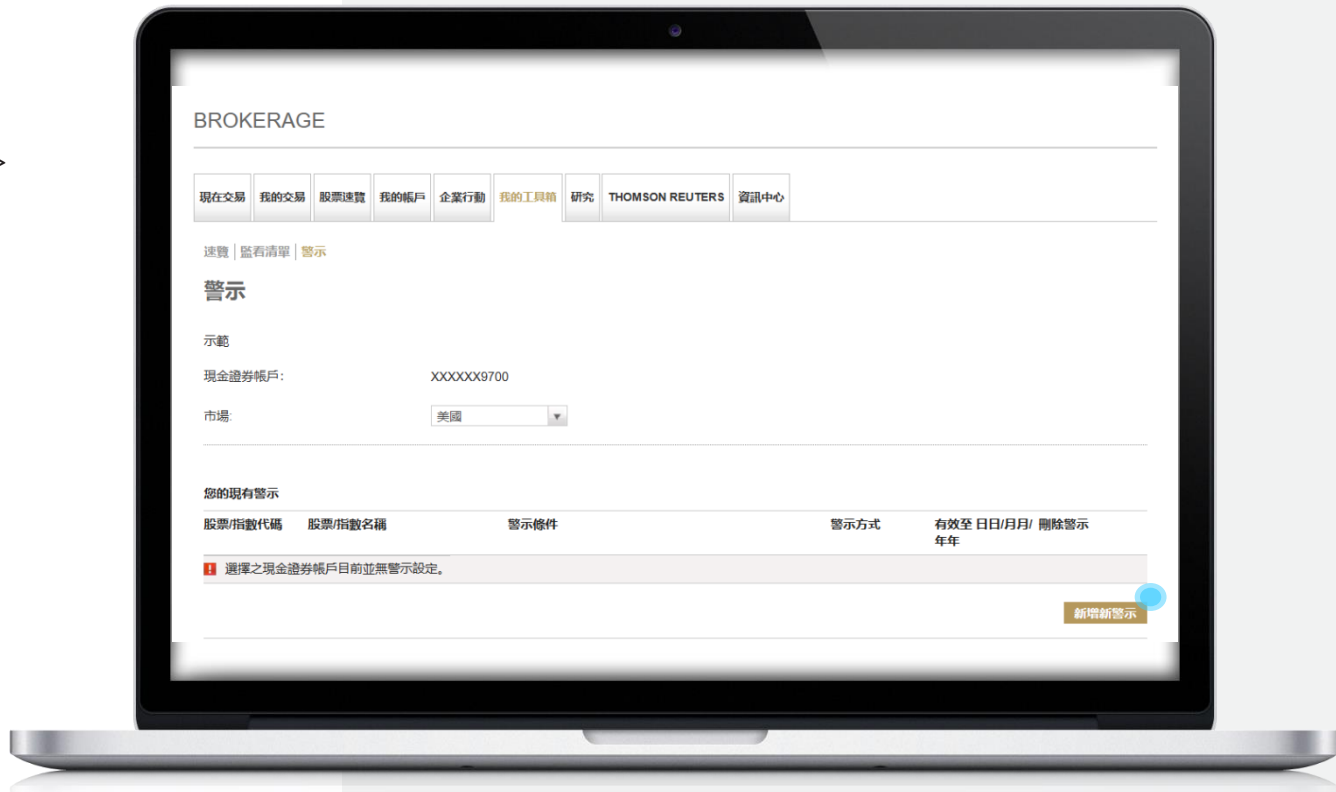 BROKERAGE
現在交易 我的交易 股票速覽 我的帳戶 企業行動 我的工具箱 研究 THOMSON REUTERS 資訊中心
速覽 | 監看清單 | 警示
警示
示範
現金證券帳戶: XXXXXX9700
市場: 美國
您的現有警示
股票/指數代碼 股票/指數名稱 警示條件 警示方式 有效至 日日/月月/ 刪除警示
年年
選擇之現金證券帳戶目前並無警示設定。
新增新警示